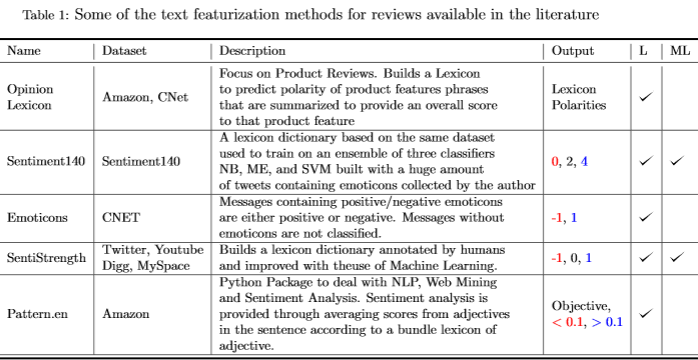 Table 1: Some of the text featurization methods for reviews available in the literature
Name Dataset Description Output L ML
Opinion Lexicon Amazon, CNet Focus on Product Reviews. Builds a Lexicon
to predict polarity of product features phrases
that are summarized to provide an overall score
to that product feature Lexicon Polarities ✓
Sentiment140 Sentiment140 A lexicon dictionary based on the same dataset
used to train on an ensemble of three classifiers
NB, ME, and SVM built with a huge amount
of tweets containing emoticons collected by the author 0, 2, 4 ✓ ✓
Emoticons CNET Messages containing positive/negative emoticons
are either positive or negative. Messages without
emoticons are not classified. -1, 1 ✓
SentiStrength Twitter, Youtube Digg, MySpace Builds a lexicon dictionary annotated by humans
and improved with theuse of Machine Learning. -1, 0, 1 ✓ ✓
Pattern.en Amazon Python Package to deal with NLP, Web Mining
and Sentiment Analysis. Sentiment analysis is
provided through averaging scores from adjectives
in the sentence according to a bundle lexicon of
adjective. Objective, < 0.1, > 0.1 ✓